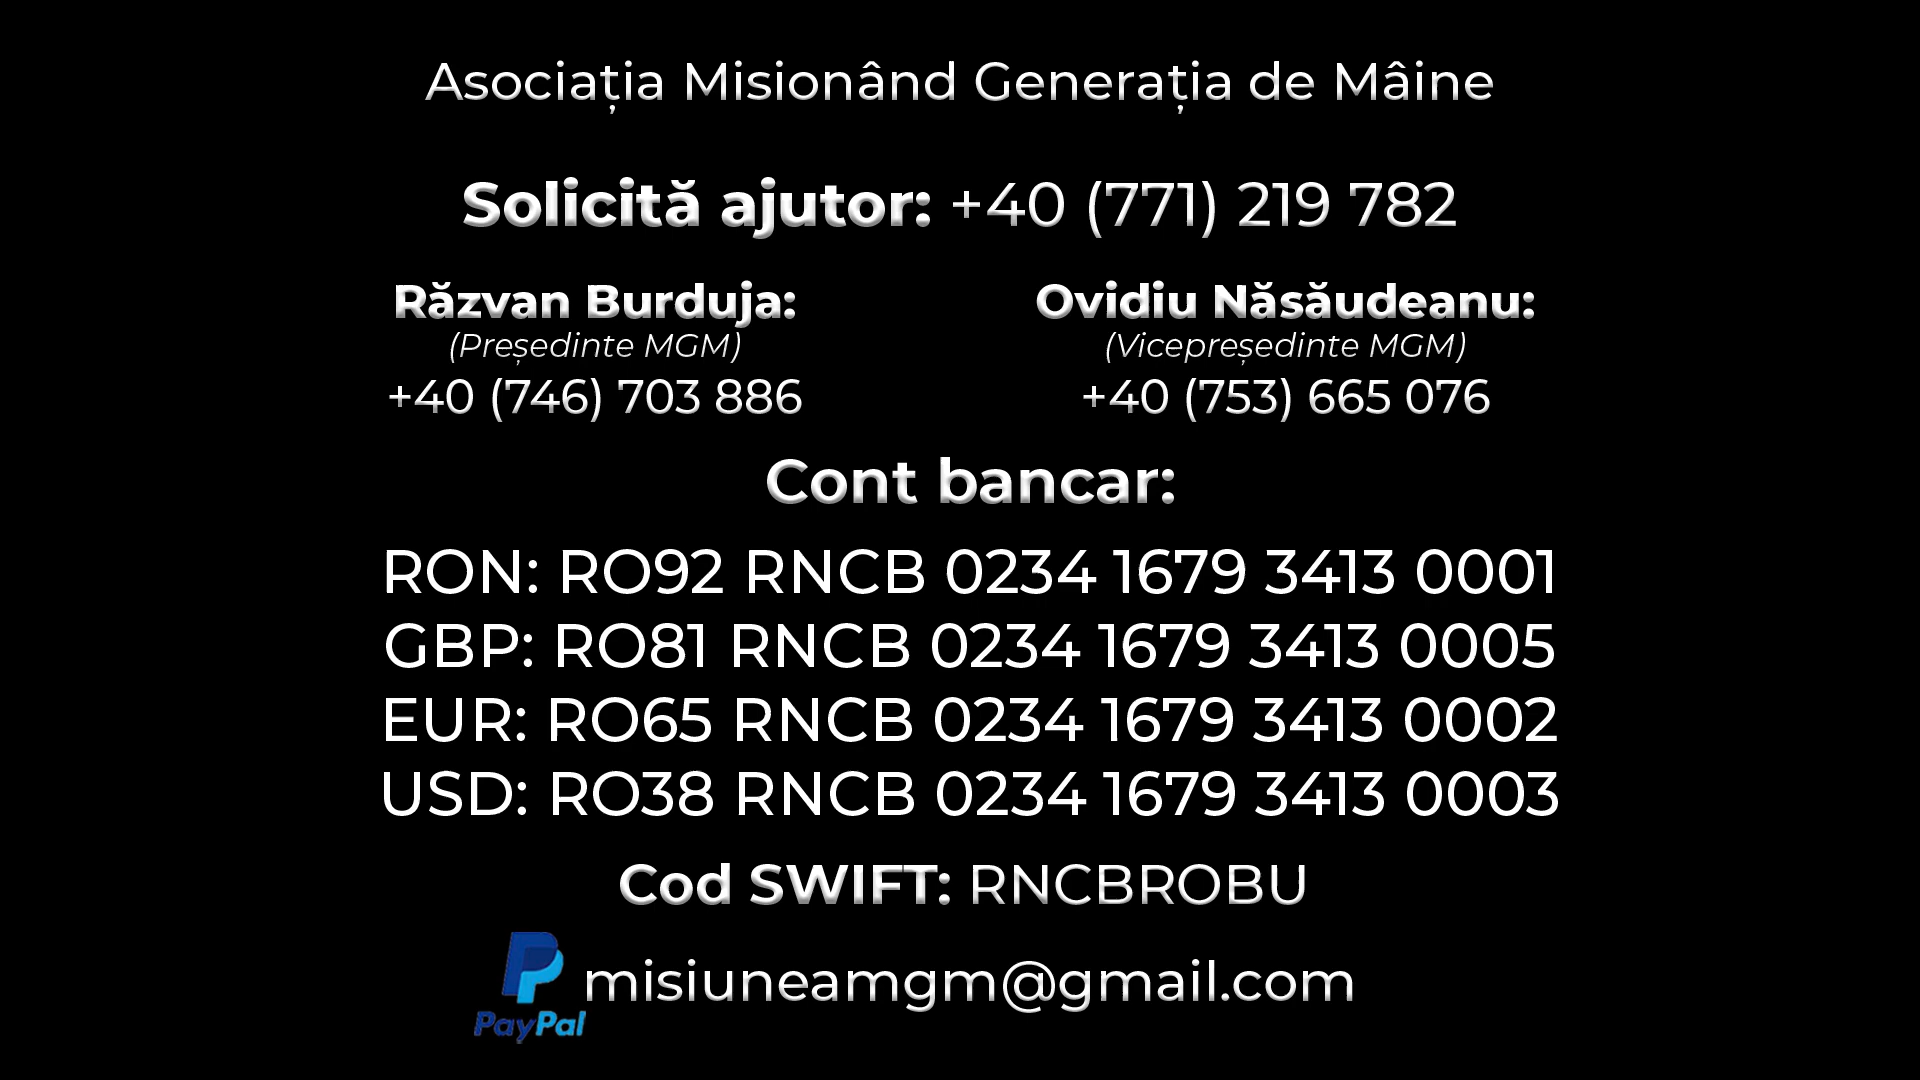 Asociația Misionând Generația de Mâine
Solicită ajutor: +40 (771) 219 782
Răzvan Burduja:
(Președinte MGM)
+40 (746) 703 886
Ovidiu Năsăudeanu:
(Vicepreședinte MGM)
+40 (753) 665 076
Cont bancar:
RON: RO92 RNCB 0234 1679 3413 0001
GBP: RO81 RNCB 0234 1679 3413 0005
EUR: RO65 RNCB 0234 1679 3413 0002
USD: RO38 RNCB 0234 1679 3413 0003
Cod SWIFT: RNCBROBU
misiuneamgm@gmail.com
PayPal